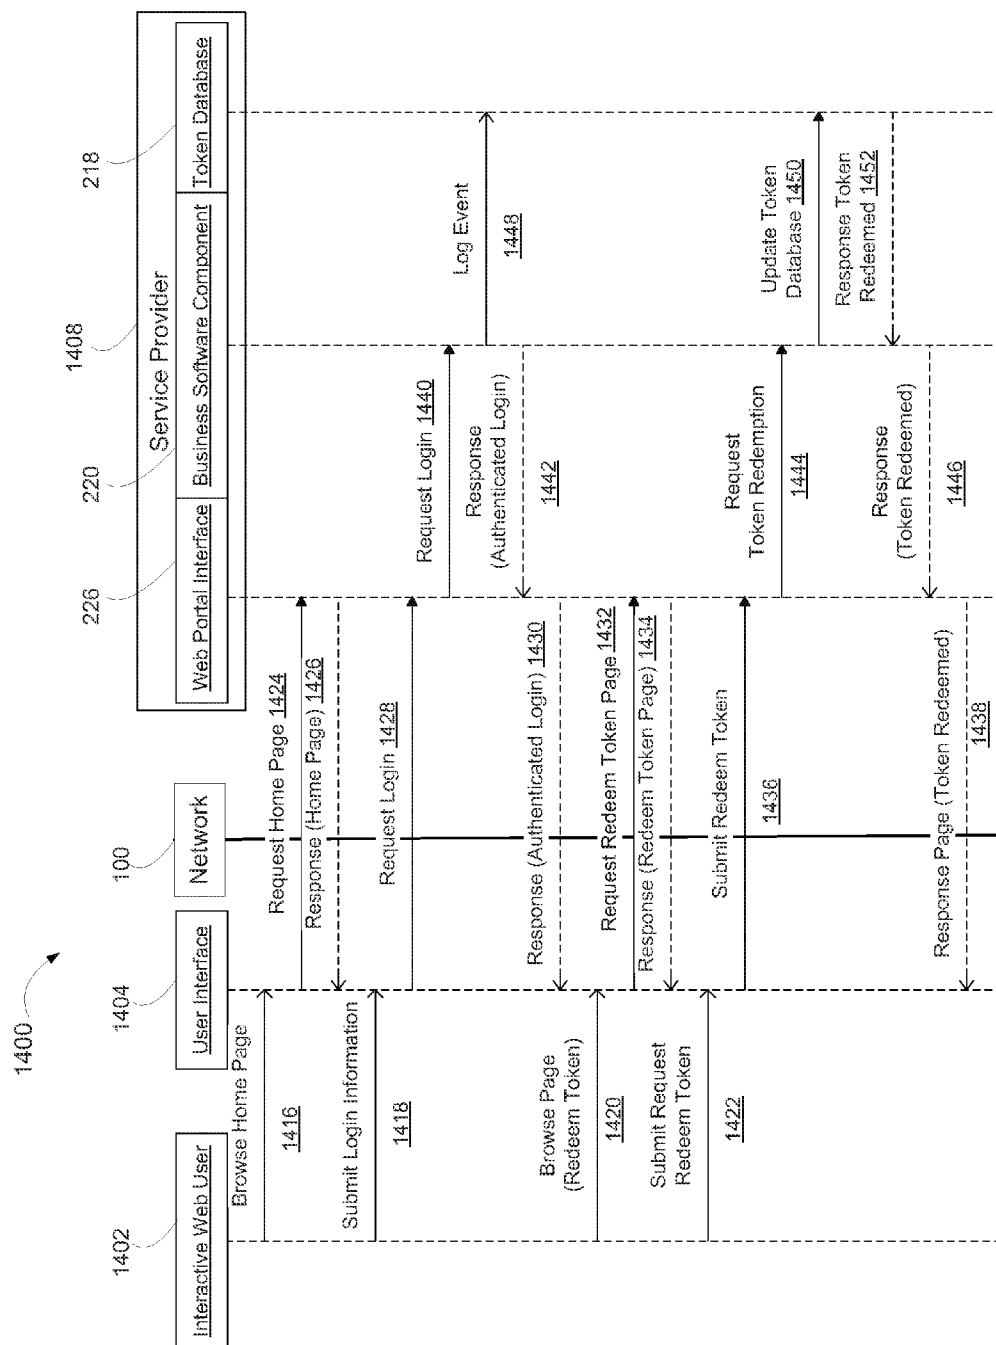 1400
1402
Interactive Web User
1404
User Interface
100
Network
1408
Service Provider
226
Web Portal Interface
220
Business Software Component
218
Token Database
Browse Home Page
1416
Request Home Page 1424
Response (Home Page) 1426
Submit Login Information
1418
Request Login 1428
Request Login 1440
Log Event
1448
Response
(Authenticated Login)
1442
Response (Authenticated Login) 1430
Browse Page
(Redeem Token)
1420
Request Redeem Token Page 1432
Response (Redeem Token Page) 1434
Submit Request
Redeem Token
1422
Submit Redeem Token
1436
Request
Token Redemption
1444
Update Token
Database 1450
Response Token
Redeemed 1452
Response
(Token Redeemed)
1446
Response Page (Token Redeemed)
1438